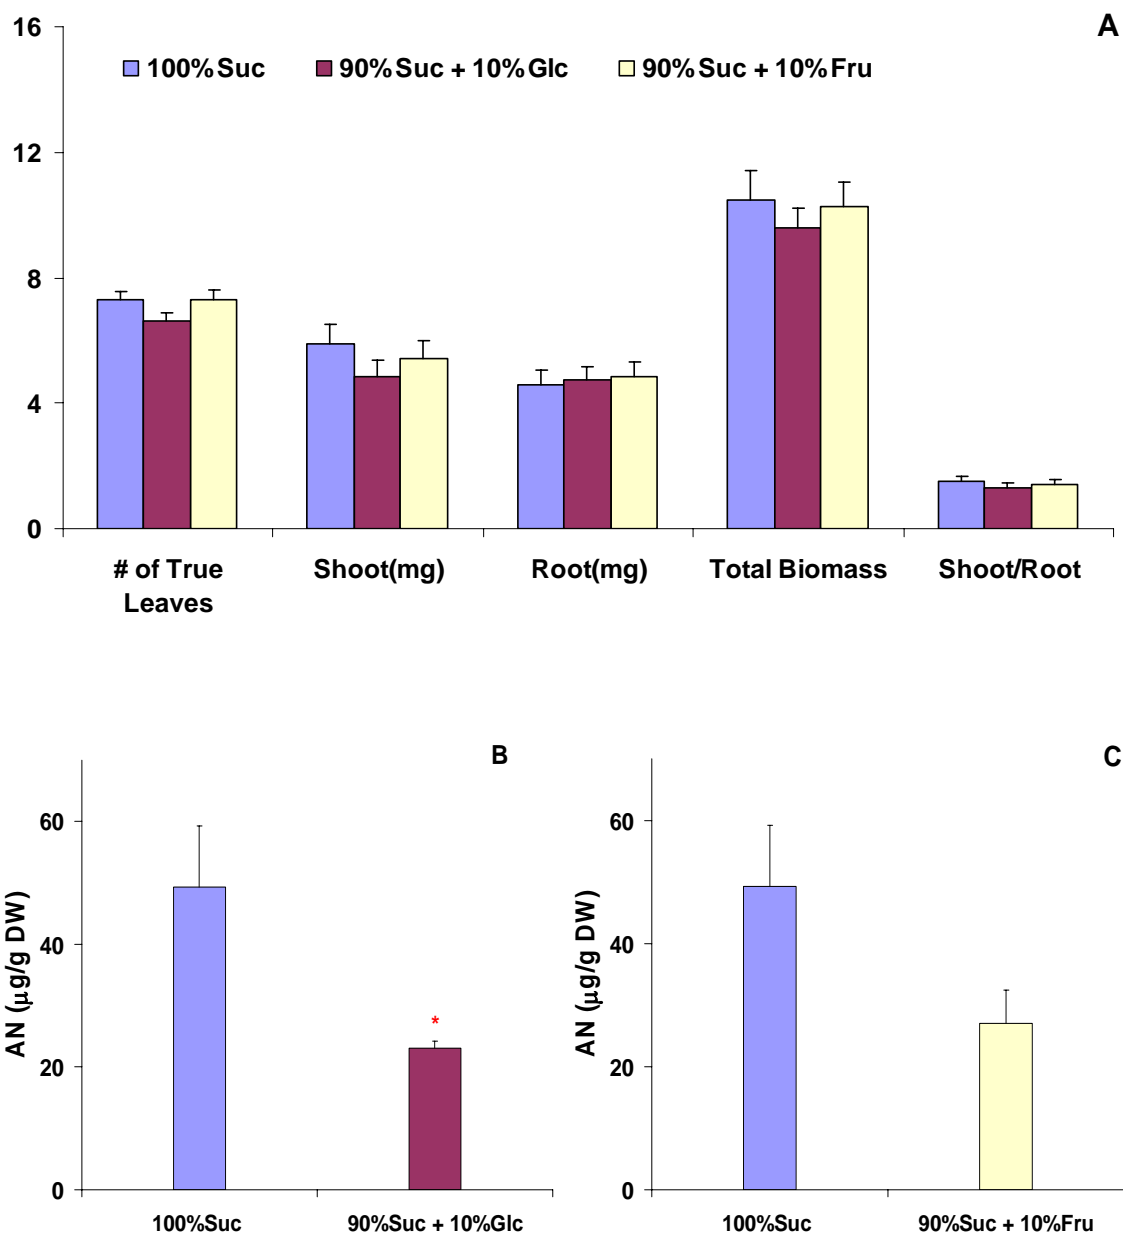 A
16
100%Suc 90%Suc + 10%Glc 90%Suc + 10%Fru
12
8
4
0
# of True Shoot(mg) Root(mg) Total Biomass Shoot/Root
Leaves
B
60
AN (μg/g DW)
40
*
20
0
100%Suc 90%Suc + 10%Glc
C
60
AN (μg/g DW)
40
20
0
100%Suc 90%Suc + 10%Fru